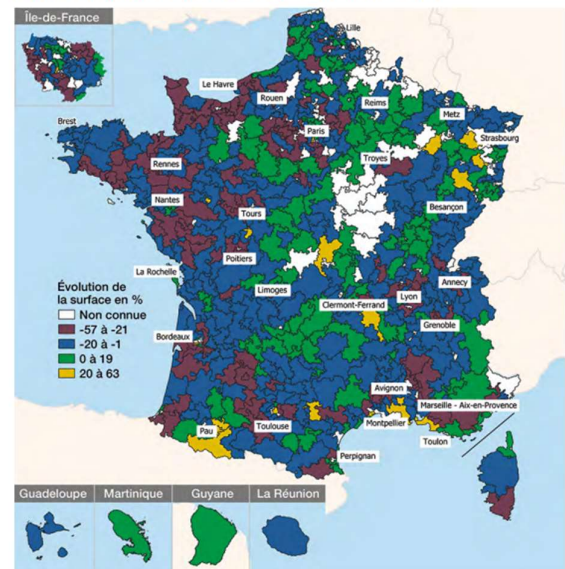 Île-de-France
Lille
Le Havre
Rouen
Reims
Metz
Brest
Paris
Strasbourg
Troyes
Rennes
Nantes
Besançon
Tours
Poitiers
La Rochelle
Annecy
Limoges
Lyon
Clermont-Ferrand
Évolution de
la surface en %
Non connue
-57 à -21
-20 à -1
0 à 19
20 à 63
Grenoble
Bordeaux
Avignon
Marseille - Aix-en-Provence
Pau
Toulouse
Montpellier
Toulon
Perpignan
Guadeloupe
Martinique
Guyane
La Réunion